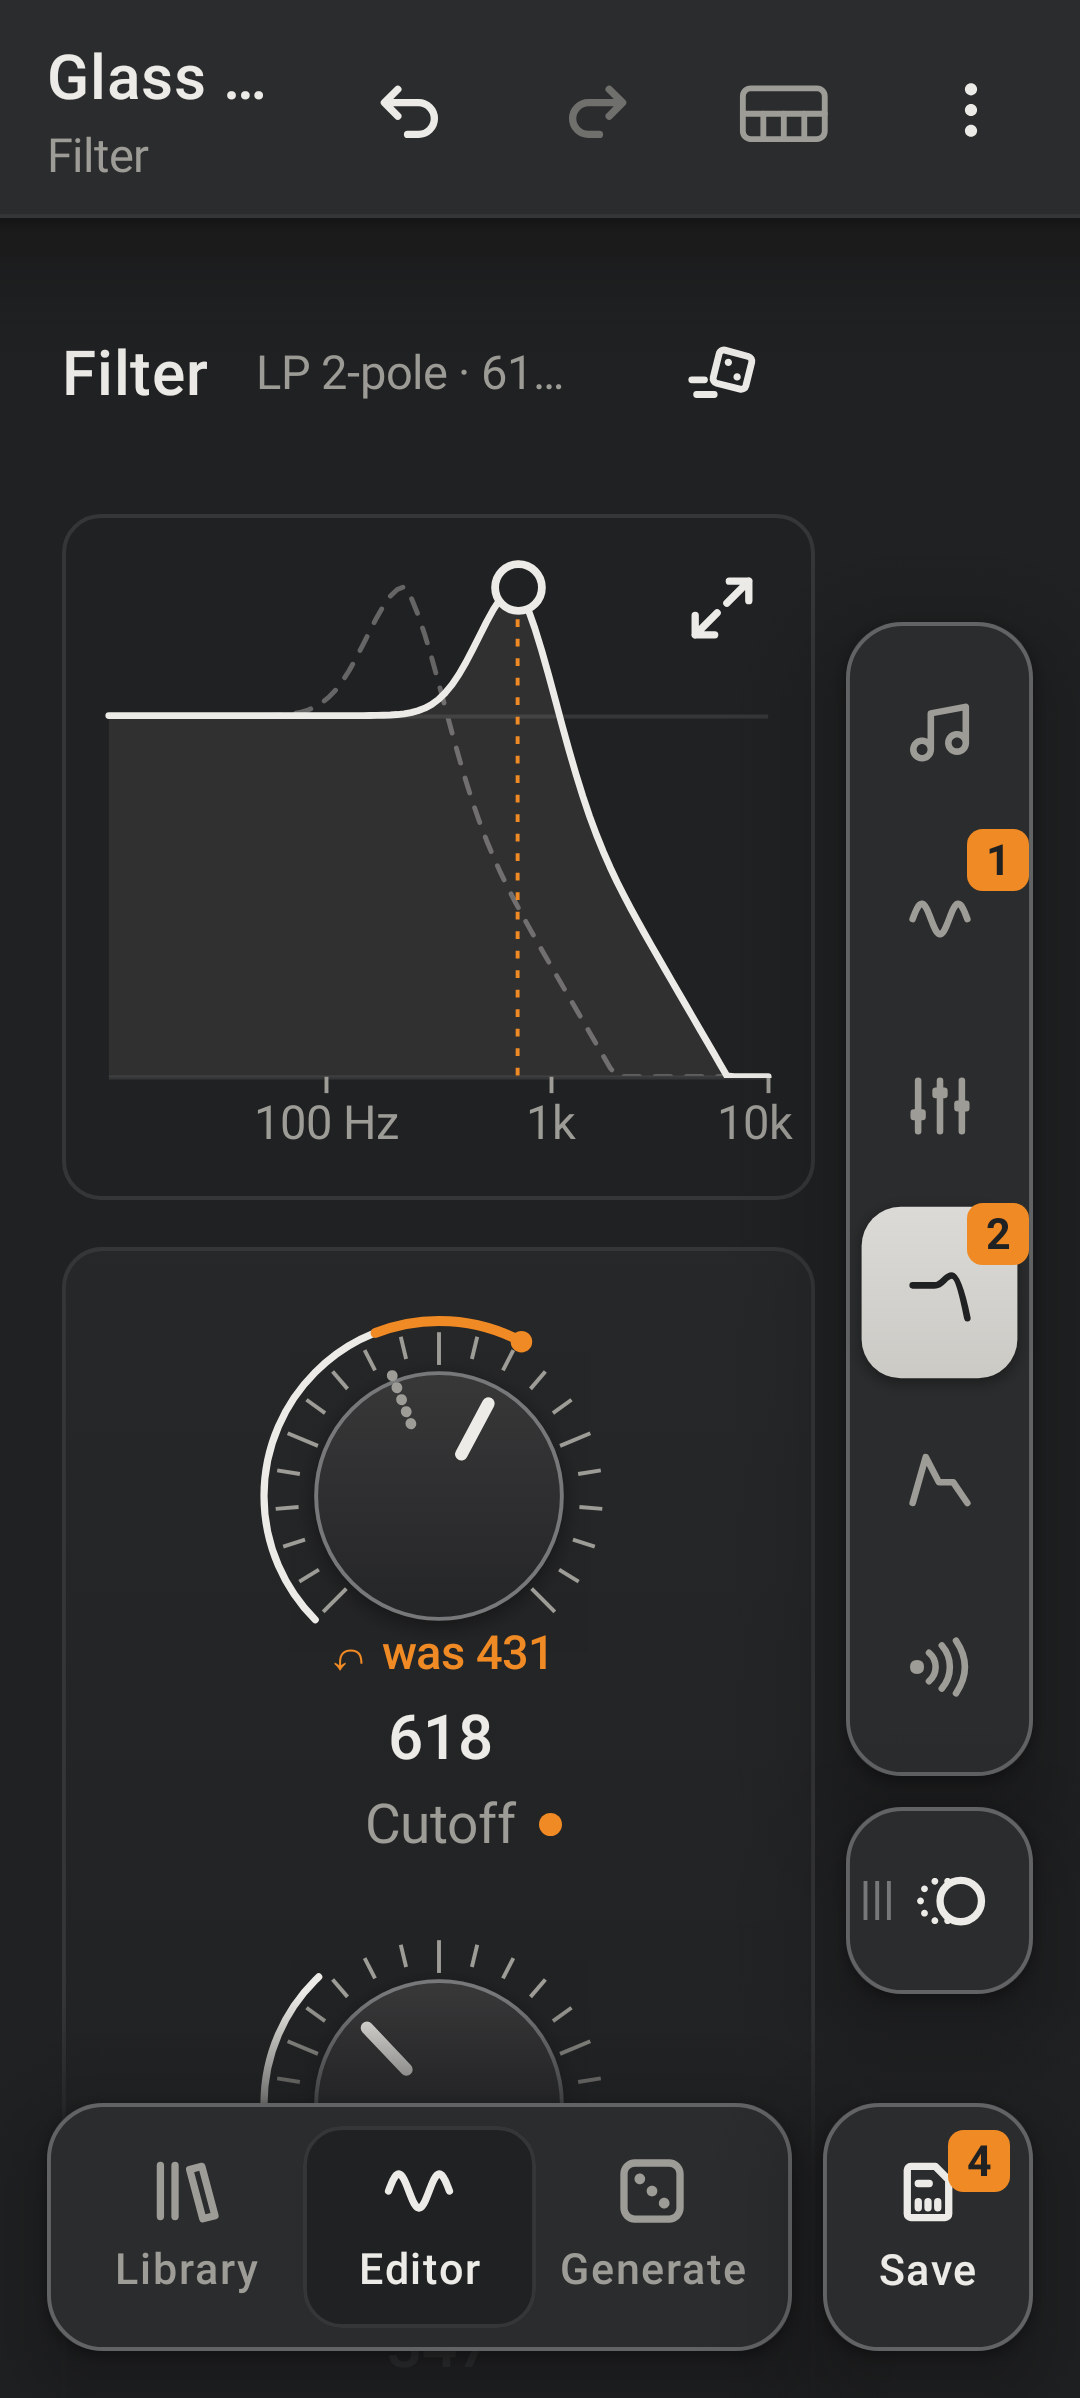 Glass ...
Filter
Filter LP 2-pole · 61...
100 Hz 1k 10k
1
2
was 431
618
Cutoff
4
Library Editor Generate Save